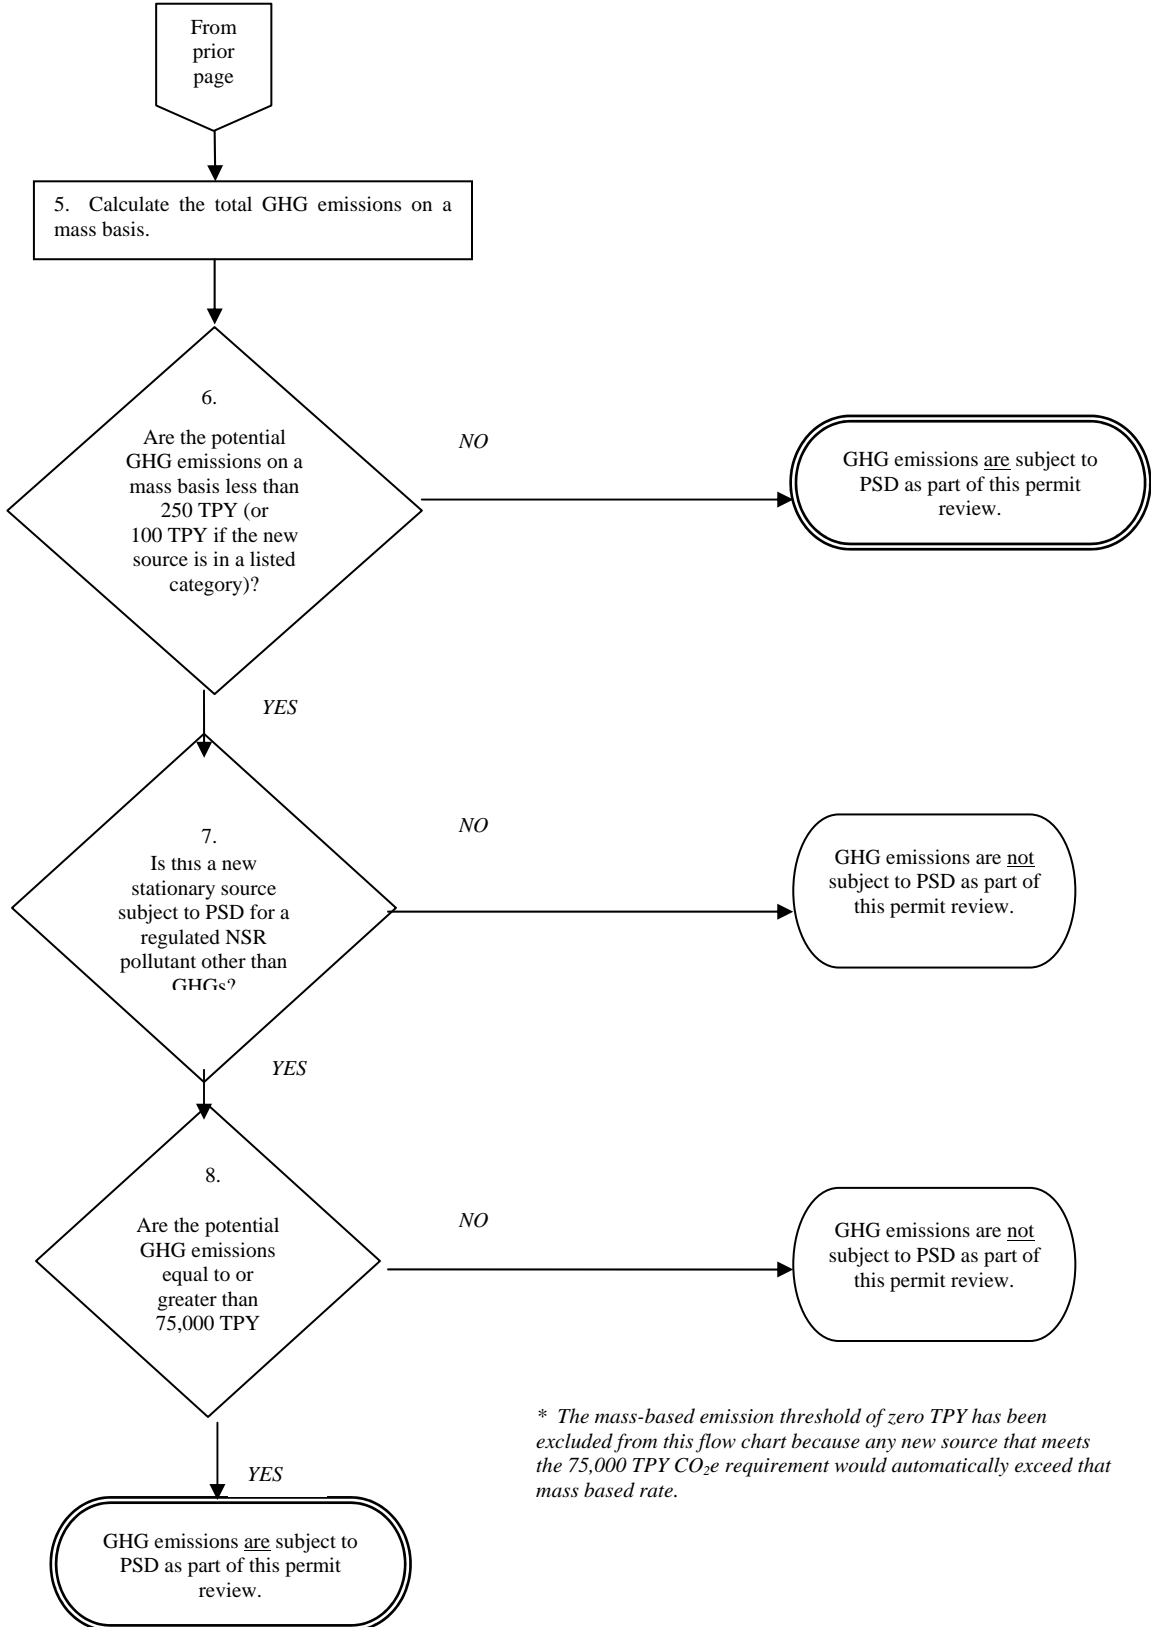 From
prior
page
5. Calculate the total GHG emissions on a
mass basis.
6.
Are the potential
GHG emissions on a
mass basis less than
250 TPY (or
100 TPY if the new
source is in a listed
category)?
NO
GHG emissions are subject to
PSD as part of this permit
review.
YES
7.
Is this a new
stationary source
subject to PSD for a
regulated NSR
pollutant other than
GHGs?
NO
GHG emissions are not
subject to PSD as part of
this permit review.
YES
8.
Are the potential
GHG emissions
equal to or
greater than
75,000 TPY
NO
GHG emissions are not
subject to PSD as part of
this permit review.
* The mass-based emission threshold of zero TPY has been
excluded from this flow chart because any new source that meets
the 75,000 TPY CO₂e requirement would automatically exceed that
mass based rate.
YES
GHG emissions are subject to
PSD as part of this permit
review.